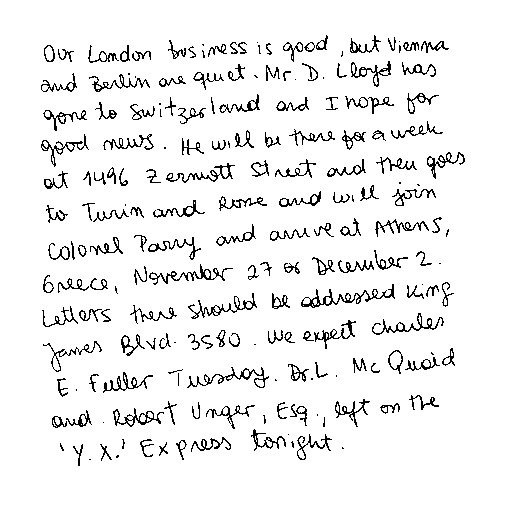 Our London business is good, but Vienna
and Berlin are quiet. Mr. D. Lloyd has
gone to Switzerland and I hope for
good news. He will be there for a week
at 1496 Zermott Street and then goes
to Turin and Rome and will join
Colonel Parry and arrive at Athens,
Greece, November 27 or December 2.
Letters there should be addressed King
James Blvd. 3580. We expect Charles
E. Fuller Tuesday. Dr. L. Mc Quaid
and Robert Unger, Esq., left on the
'Y. X.' Express tonight.